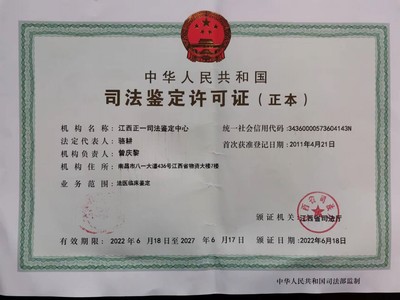 中华人民共和国
司法鉴定许可证（正本）
机构名称：江西正一司法鉴定中心 统一社会信用代码：34360000573604143N
法定代表人：骆耕 首次获准登记日期：2011年4月21日
机构负责人：曾庆黎
机构住所：南昌市八一大道436号江西省物资大楼7楼
业务范围：法医临床鉴定
颁证机关：江西省司法厅
有效期限：2022年6月18日至2027年6月17日 颁证日期：2022年6月18日
中华人民共和国司法部监制